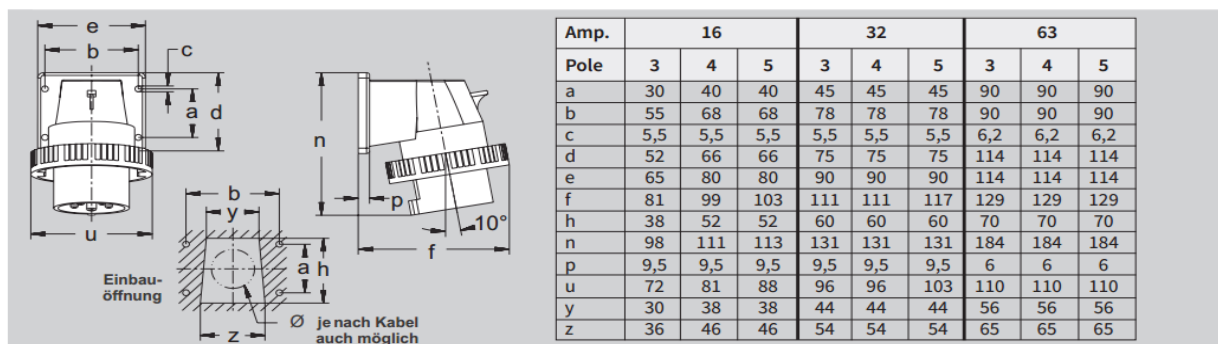 e
b
c
a
d
u
n
p
10°
f
b
y
a
h
z
Einbau-
öffnung
Ø je nach Kabel
auch möglich
Amp. 16 32 63
Pole 3 4 5 3 4 5 3 4 5
a 30 40 40 45 45 45 90 90 90
b 55 68 68 78 78 78 90 90 90
c 5,5 5,5 5,5 5,5 5,5 5,5 6,2 6,2 6,2
d 52 66 66 75 75 75 114 114 114
e 65 80 80 90 90 90 114 114 114
f 81 99 103 111 111 117 129 129 129
h 38 52 52 60 60 60 70 70 70
n 98 111 113 131 131 131 184 184 184
p 9,5 9,5 9,5 9,5 9,5 9,5 6 6 6
u 72 81 88 96 96 103 110 110 110
y 30 38 38 44 44 44 56 56 56
z 36 46 46 54 54 54 65 65 65